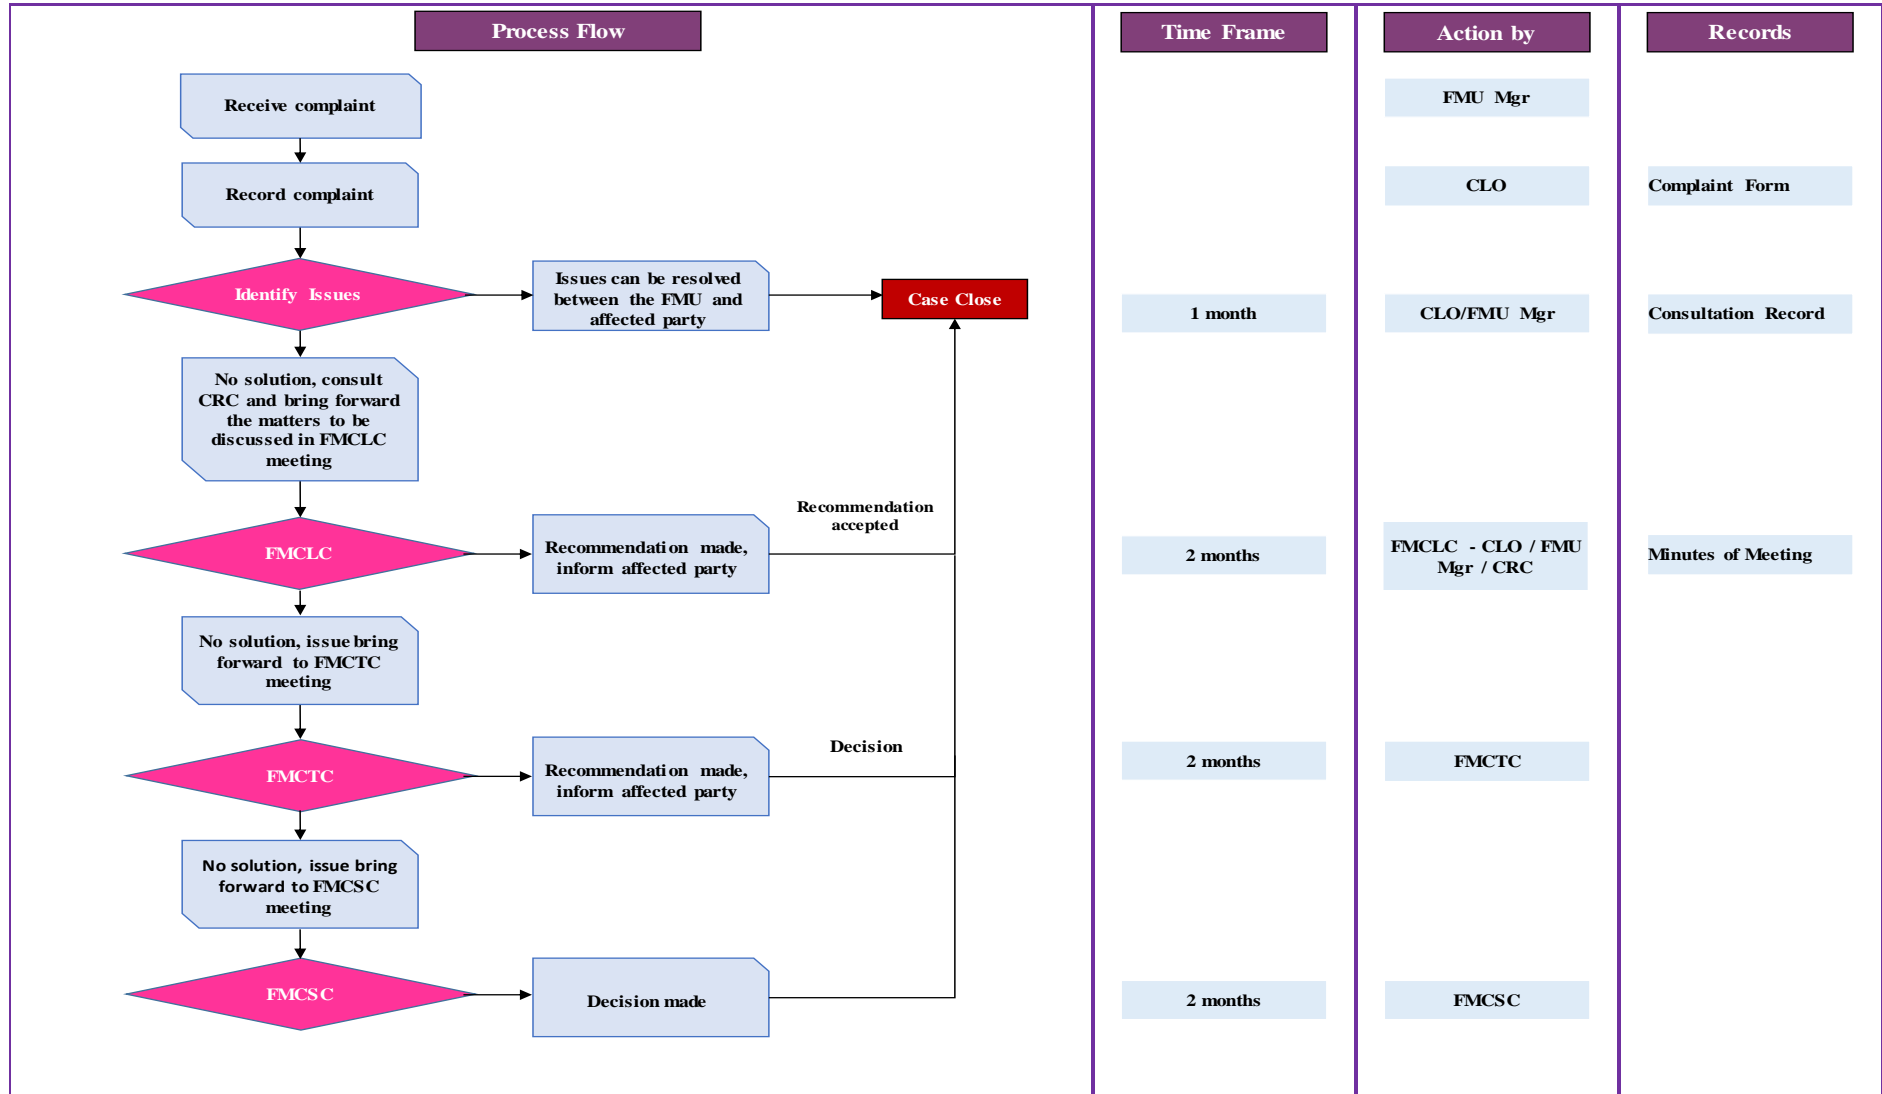 Process Flow
Time Frame
Action by
Records
Receive complaint
FMU Mgr
Record complaint
CLO
Complaint Form
Identify Issues
Issues can be resolved
between the FMU and
affected party
Case Close
1 month
CLO/FMU Mgr
Consultation Record
No solution, consult
CRC and bring forward
the matters to be
discussed in FMCLC
meeting
Recommendation
accepted
FMCLC
Recommendation made,
inform affected party
2 months
FMCLC - CLO / FMU
Mgr / CRC
Minutes of Meeting
No solution, issue bring
forward to FMCTC
meeting
Decision
FMCTC
Recommendation made,
inform affected party
2 months
FMCTC
No solution, issue bring
forward to FMCSC
meeting
FMCSC
Decision made
2 months
FMCSC